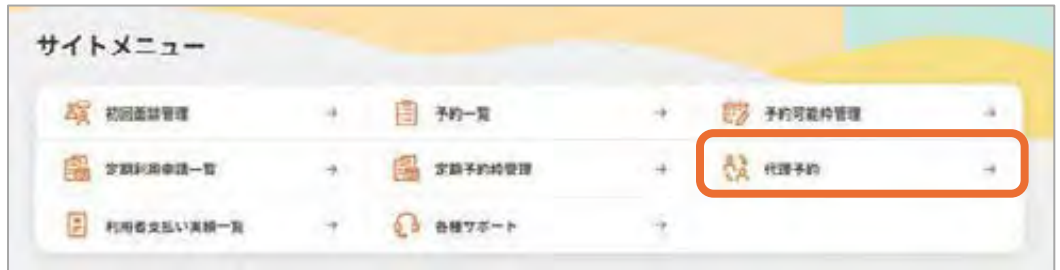 サイトメニュー
初回面談管理 → 予約一覧 → 予約可能枠管理 →
定期利用申請一覧 → 定期予約枠管理 → 代理予約 →
利用者支払い実績一覧 → 各種サポート →